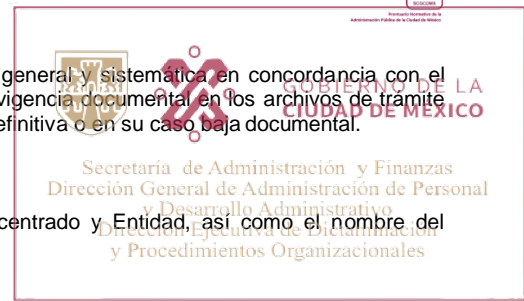 Prontuario Normativo de la
Administración Pública de la Ciudad de México
general y sistemática en concordancia con el
vigencia documental en los archivos de trámite
efinitiva o en su caso baja documental.
GOBIERNO DE LA
CIUDAD DE MÉXICO
Secretaría de Administración y Finanzas
Dirección General de Administración de Personal
y Desarrollo Administrativo
centrado y Entidad, así como el nombre del
Dirección Ejecutiva de Dictaminación
y Procedimientos Organizacionales